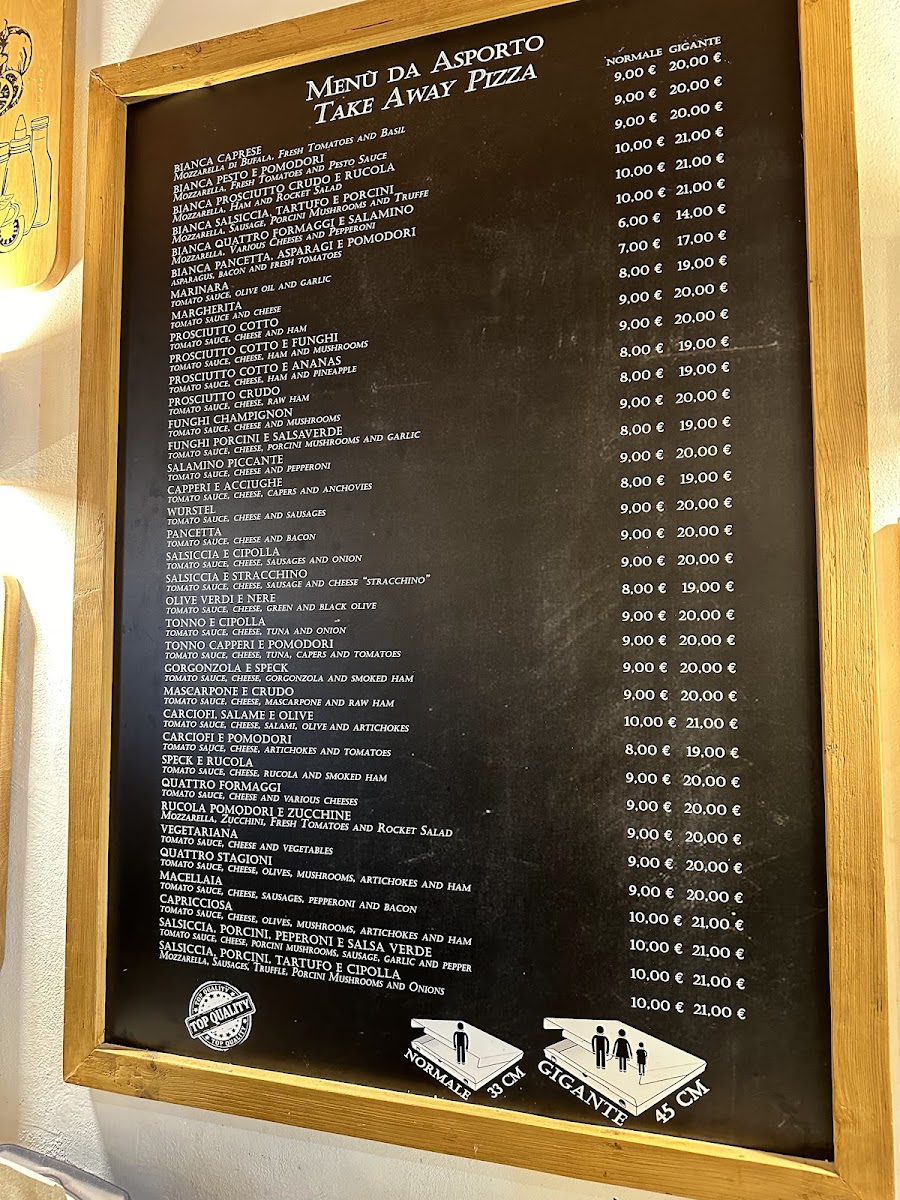 MENÙ DA ASPORTO
TAKE AWAY PIZZA
NORMALE GIGANTE
BIANCA CAPRESE 9,00 € 20,00 €
MOZZARELLA DI BUFALA, FRESH TOMATOES AND BASIL
BIANCA PESTO E POMODORI 9,00 € 20,00 €
MOZZARELLA, FRESH TOMATOES AND PESTO SAUCE
BIANCA PROSCIUTTO CRUDO E RUCOLA 9,00 € 20,00 €
MOZZARELLA, HAM AND ROCKET SALAD
BIANCA SALSICCIA, TARTUFO E PORCINI 10,00 € 21,00 €
MOZZARELLA, SAUSAGE, PORCINI MUSHROOMS AND TRUFFE
BIANCA QUATTRO FORMAGGI E SALAMINO 10,00 € 21,00 €
MOZZARELLA, VARIOUS CHEESES AND PEPPERONI
BIANCA PANCETTA, ASPARAGI E POMODORI 10,00 € 21,00 €
ASPARAGUS, BACON AND FRESH TOMATOES
MARINARA 6,00 € 14,00 €
TOMATO SAUCE, OLIVE OIL AND GARLIC
MARGHERITA 7,00 € 17,00 €
TOMATO SAUCE AND CHEESE
PROSCIUTTO COTTO 8,00 € 19,00 €
TOMATO SAUCE, CHEESE AND HAM
PROSCIUTTO COTTO E FUNGHI 9,00 € 20,00 €
TOMATO SAUCE, CHEESE, HAM AND MUSHROOMS
PROSCIUTTO COTTO E ANANAS 9,00 € 20,00 €
TOMATO SAUCE, CHEESE, HAM AND PINEAPPLE
PROSCIUTTO CRUDO 8,00 € 19,00 €
TOMATO SAUCE, CHEESE, RAW HAM
FUNGHI CHAMPIGNON 8,00 € 19,00 €
TOMATO SAUCE, CHEESE AND MUSHROOMS
FUNGHI PORCINI E SALSAVERDE 9,00 € 20,00 €
TOMATO SAUCE, CHEESE, PORCINI MUSHROOMS AND GARLIC
SALAMINO PICCANTE 8,00 € 19,00 €
TOMATO SAUCE, CHEESE AND PEPPERONI
CAPPERI E ACCIUGHE 9,00 € 20,00 €
TOMATO SAUCE, CHEESE, CAPERS AND ANCHOVIES
WURSTEL 8,00 € 19,00 €
TOMATO SAUCE, CHEESE AND SAUSAGES
PANCETTA 9,00 € 20,00 €
TOMATO SAUCE, CHEESE AND BACON
SALSICCIA E CIPOLLA 9,00 € 20,00 €
TOMATO SAUCE, CHEESE, SAUSAGES AND ONION
SALSICCIA E STRACCHINO 9,00 € 20,00 €
TOMATO SAUCE, CHEESE, SAUSAGE AND CHEESE "STRACCHINO"
OLIVE VERDI E NERE 8,00 € 19,00 €
TOMATO SAUCE, CHEESE, GREEN AND BLACK OLIVE
TONNO E CIPOLLA 9,00 € 20,00 €
TOMATO SAUCE, CHEESE, TUNA AND ONION
TONNO CAPPERI E POMODORI 9,00 € 20,00 €
TOMATO SAUCE, CHEESE, TUNA, CAPERS AND TOMATOES
GORGONZOLA E SPECK 9,00 € 20,00 €
TOMATO SAUCE, CHEESE, GORGONZOLA AND SMOKED HAM
MASCARPONE E CRUDO 9,00 € 20,00 €
TOMATO SAUCE, CHEESE, MASCARPONE AND RAW HAM
CARCIOFI, SALAME E OLIVE 10,00 € 21,00 €
TOMATO SAUCE, CHEESE, SALAMI, OLIVE AND ARTICHOKES
CARCIOFI E POMODORI 8,00 € 19,00 €
TOMATO SAUCE, CHEESE, ARTICHOKES AND TOMATOES
SPECK E RUCOLA 9,00 € 20,00 €
TOMATO SAUCE, CHEESE, RUCOLA AND SMOKED HAM
QUATTRO FORMAGGI 9,00 € 20,00 €
TOMATO SAUCE, CHEESE AND VARIOUS CHEESES
RUCOLA POMODORI E ZUCCHINE 9,00 € 20,00 €
MOZZARELLA, ZUCCHINI, FRESH TOMATOES AND ROCKET SALAD
VEGETARIANA 9,00 € 20,00 €
TOMATO SAUCE, CHEESE AND VEGETABLES
QUATTRO STAGIONI 9,00 € 20,00 €
TOMATO SAUCE, CHEESE, OLIVES, MUSHROOMS, ARTICHOKES AND HAM
MACELLAIA 10,00 € 21,00 €
TOMATO SAUCE, CHEESE, SAUSAGES, PEPPERONI AND BACON
CAPRICCIOSA 10,00 € 21,00 €
TOMATO SAUCE, CHEESE, OLIVES, MUSHROOMS, ARTICHOKES AND HAM
SALSICCIA, PORCINI, PEPERONI E SALSA VERDE 10,00 € 21,00 €
TOMATO SAUCE, CHEESE, PORCINI MUSHROOMS, SAUSAGE, GARLIC AND PEPPER
SALSICCIA, PORCINI, TARTUFO E CIPOLLA 10,00 € 21,00 €
MOZZARELLA, SAUSAGES, TRUFFLE, PORCINI MUSHROOMS AND ONIONS
TOP QUALITY
TOP QUALITY
TOP QUALITY
NORMALE 33 CM
GIGANTE 45 CM